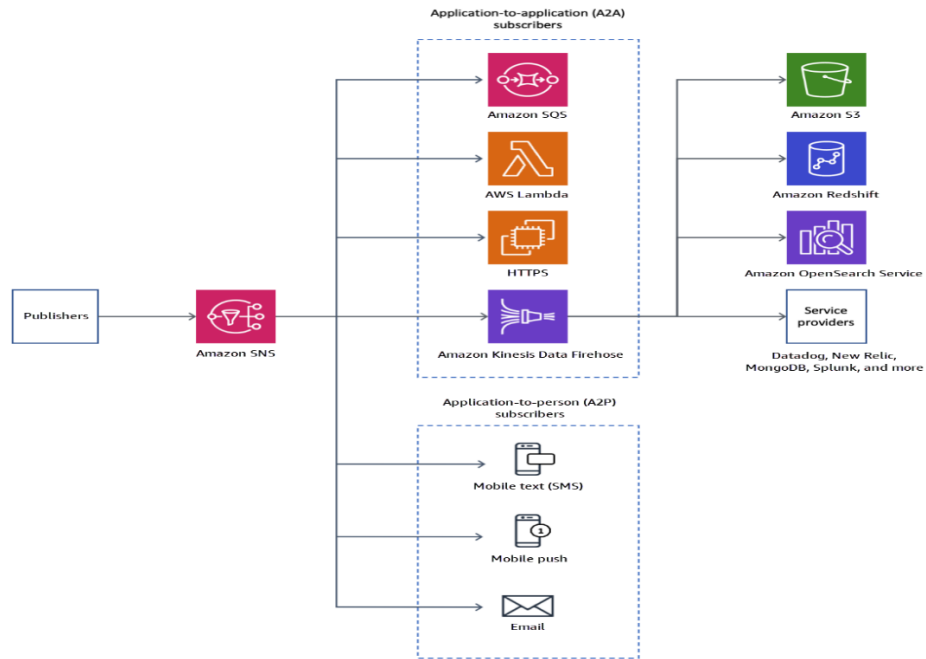 Application-to-application (A2A)
subscribers
Amazon SQS
Amazon S3
AWS Lambda
Amazon Redshift
HTTPS
Amazon OpenSearch Service
Publishers
Amazon SNS
Amazon Kinesis Data Firehose
Service
providers
Datadog, New Relic,
MongoDB, Splunk, and more
Application-to-person (A2P)
subscribers
Mobile text (SMS)
1
Mobile push
Email